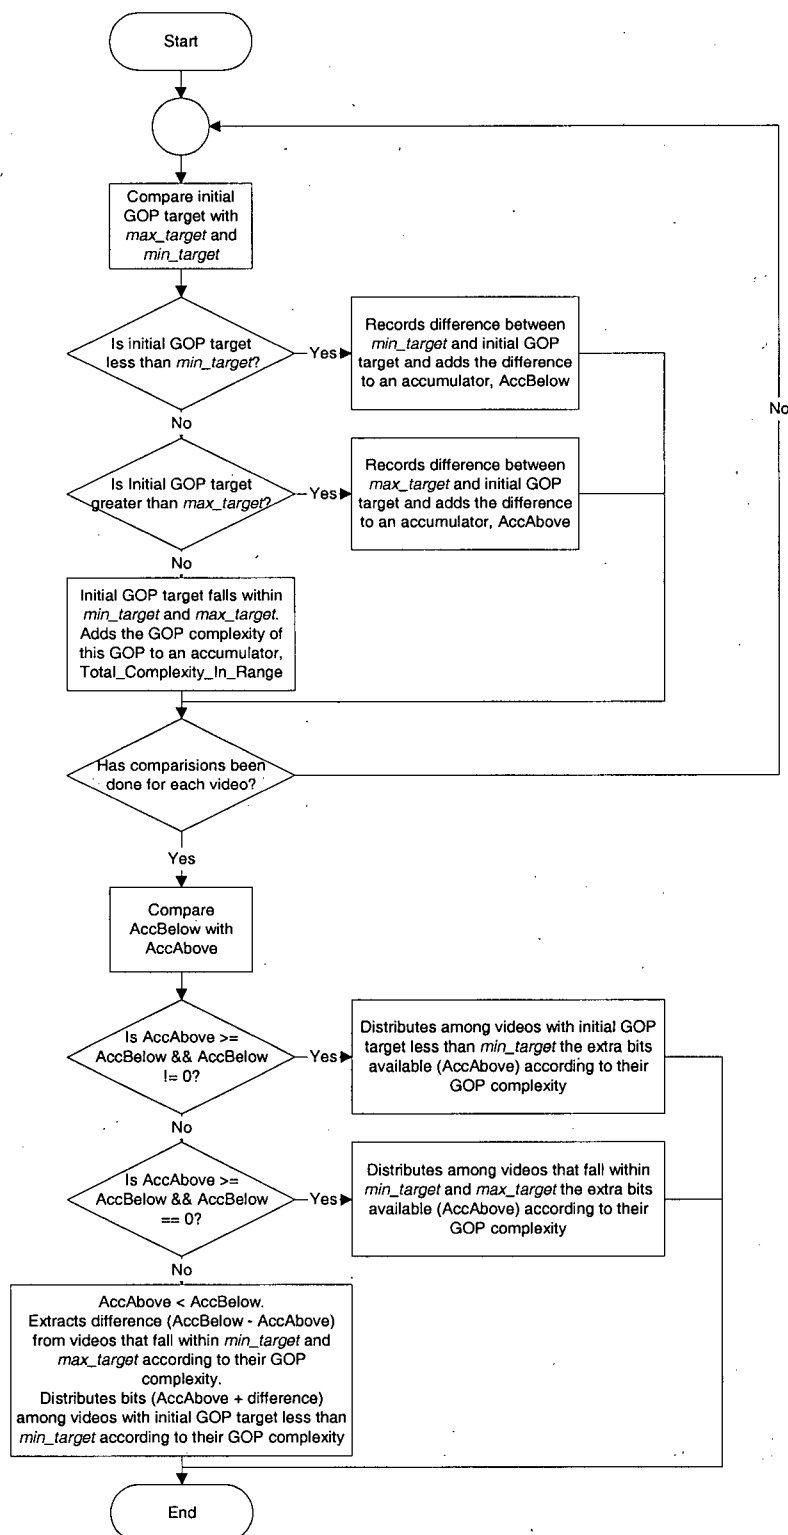 Start
Compare initial
GOP target with
max_target and
min_target
Is initial GOP target
less than min_target?
Yes
Records difference between
min_target and initial GOP
target and adds the difference
to an accumulator, AccBelow
No
No
Is Initial GOP target
greater than max_target?
Yes
Records difference between
max_target and initial GOP
target and adds the difference
to an accumulator, AccAbove
No
Initial GOP target falls within
min_target and max_target.
Adds the GOP complexity of
this GOP to an accumulator,
Total_Complexity_In_Range
Has comparisions been
done for each video?
Yes
Compare
AccBelow with
AccAbove
Is AccAbove >=
AccBelow && AccBelow
!= 0?
Yes
Distributes among videos with initial GOP
target less than min_target the extra bits
available (AccAbove) according to their
GOP complexity
No
Is AccAbove >=
AccBelow && AccBelow
== 0?
Yes
Distributes among videos that fall within
min_target and max_target the extra bits
available (AccAbove) according to their
GOP complexity
No
AccAbove < AccBelow.
Extracts difference (AccBelow - AccAbove)
from videos that fall within min_target and
max_target according to their GOP
complexity.
Distributes bits (AccAbove + difference)
among videos with initial GOP target less than
min_target according to their GOP complexity
End